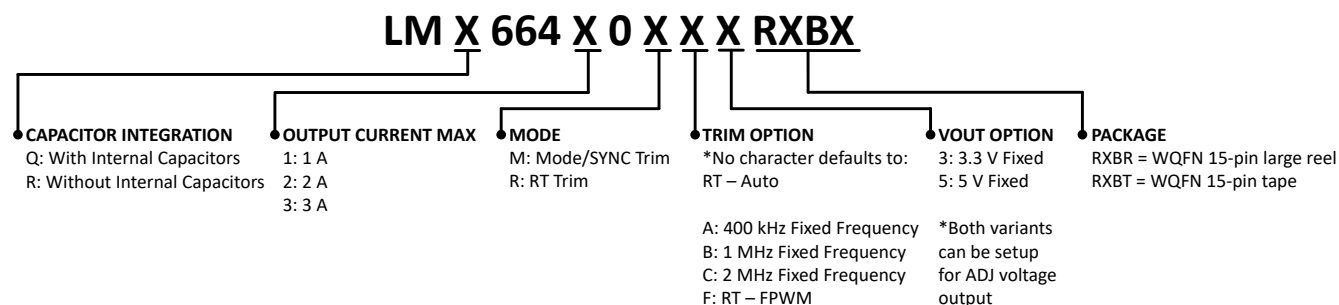 LM X 664 X 0 X X X RXBX
CAPACITOR INTEGRATION
Q: With Internal Capacitors
R: Without Internal Capacitors
OUTPUT CURRENT MAX
1: 1 A
2: 2 A
3: 3 A
MODE
M: Mode/SYNC Trim
R: RT Trim
TRIM OPTION
*No character defaults to:
RT – Auto
A: 400 kHz Fixed Frequency
B: 1 MHz Fixed Frequency
C: 2 MHz Fixed Frequency
F: RT – FPWM
VOUT OPTION
3: 3.3 V Fixed
5: 5 V Fixed
*Both variants
can be setup
for ADJ voltage
output
PACKAGE
RXBR = WQFN 15-pin large reel
RXBT = WQFN 15-pin tape